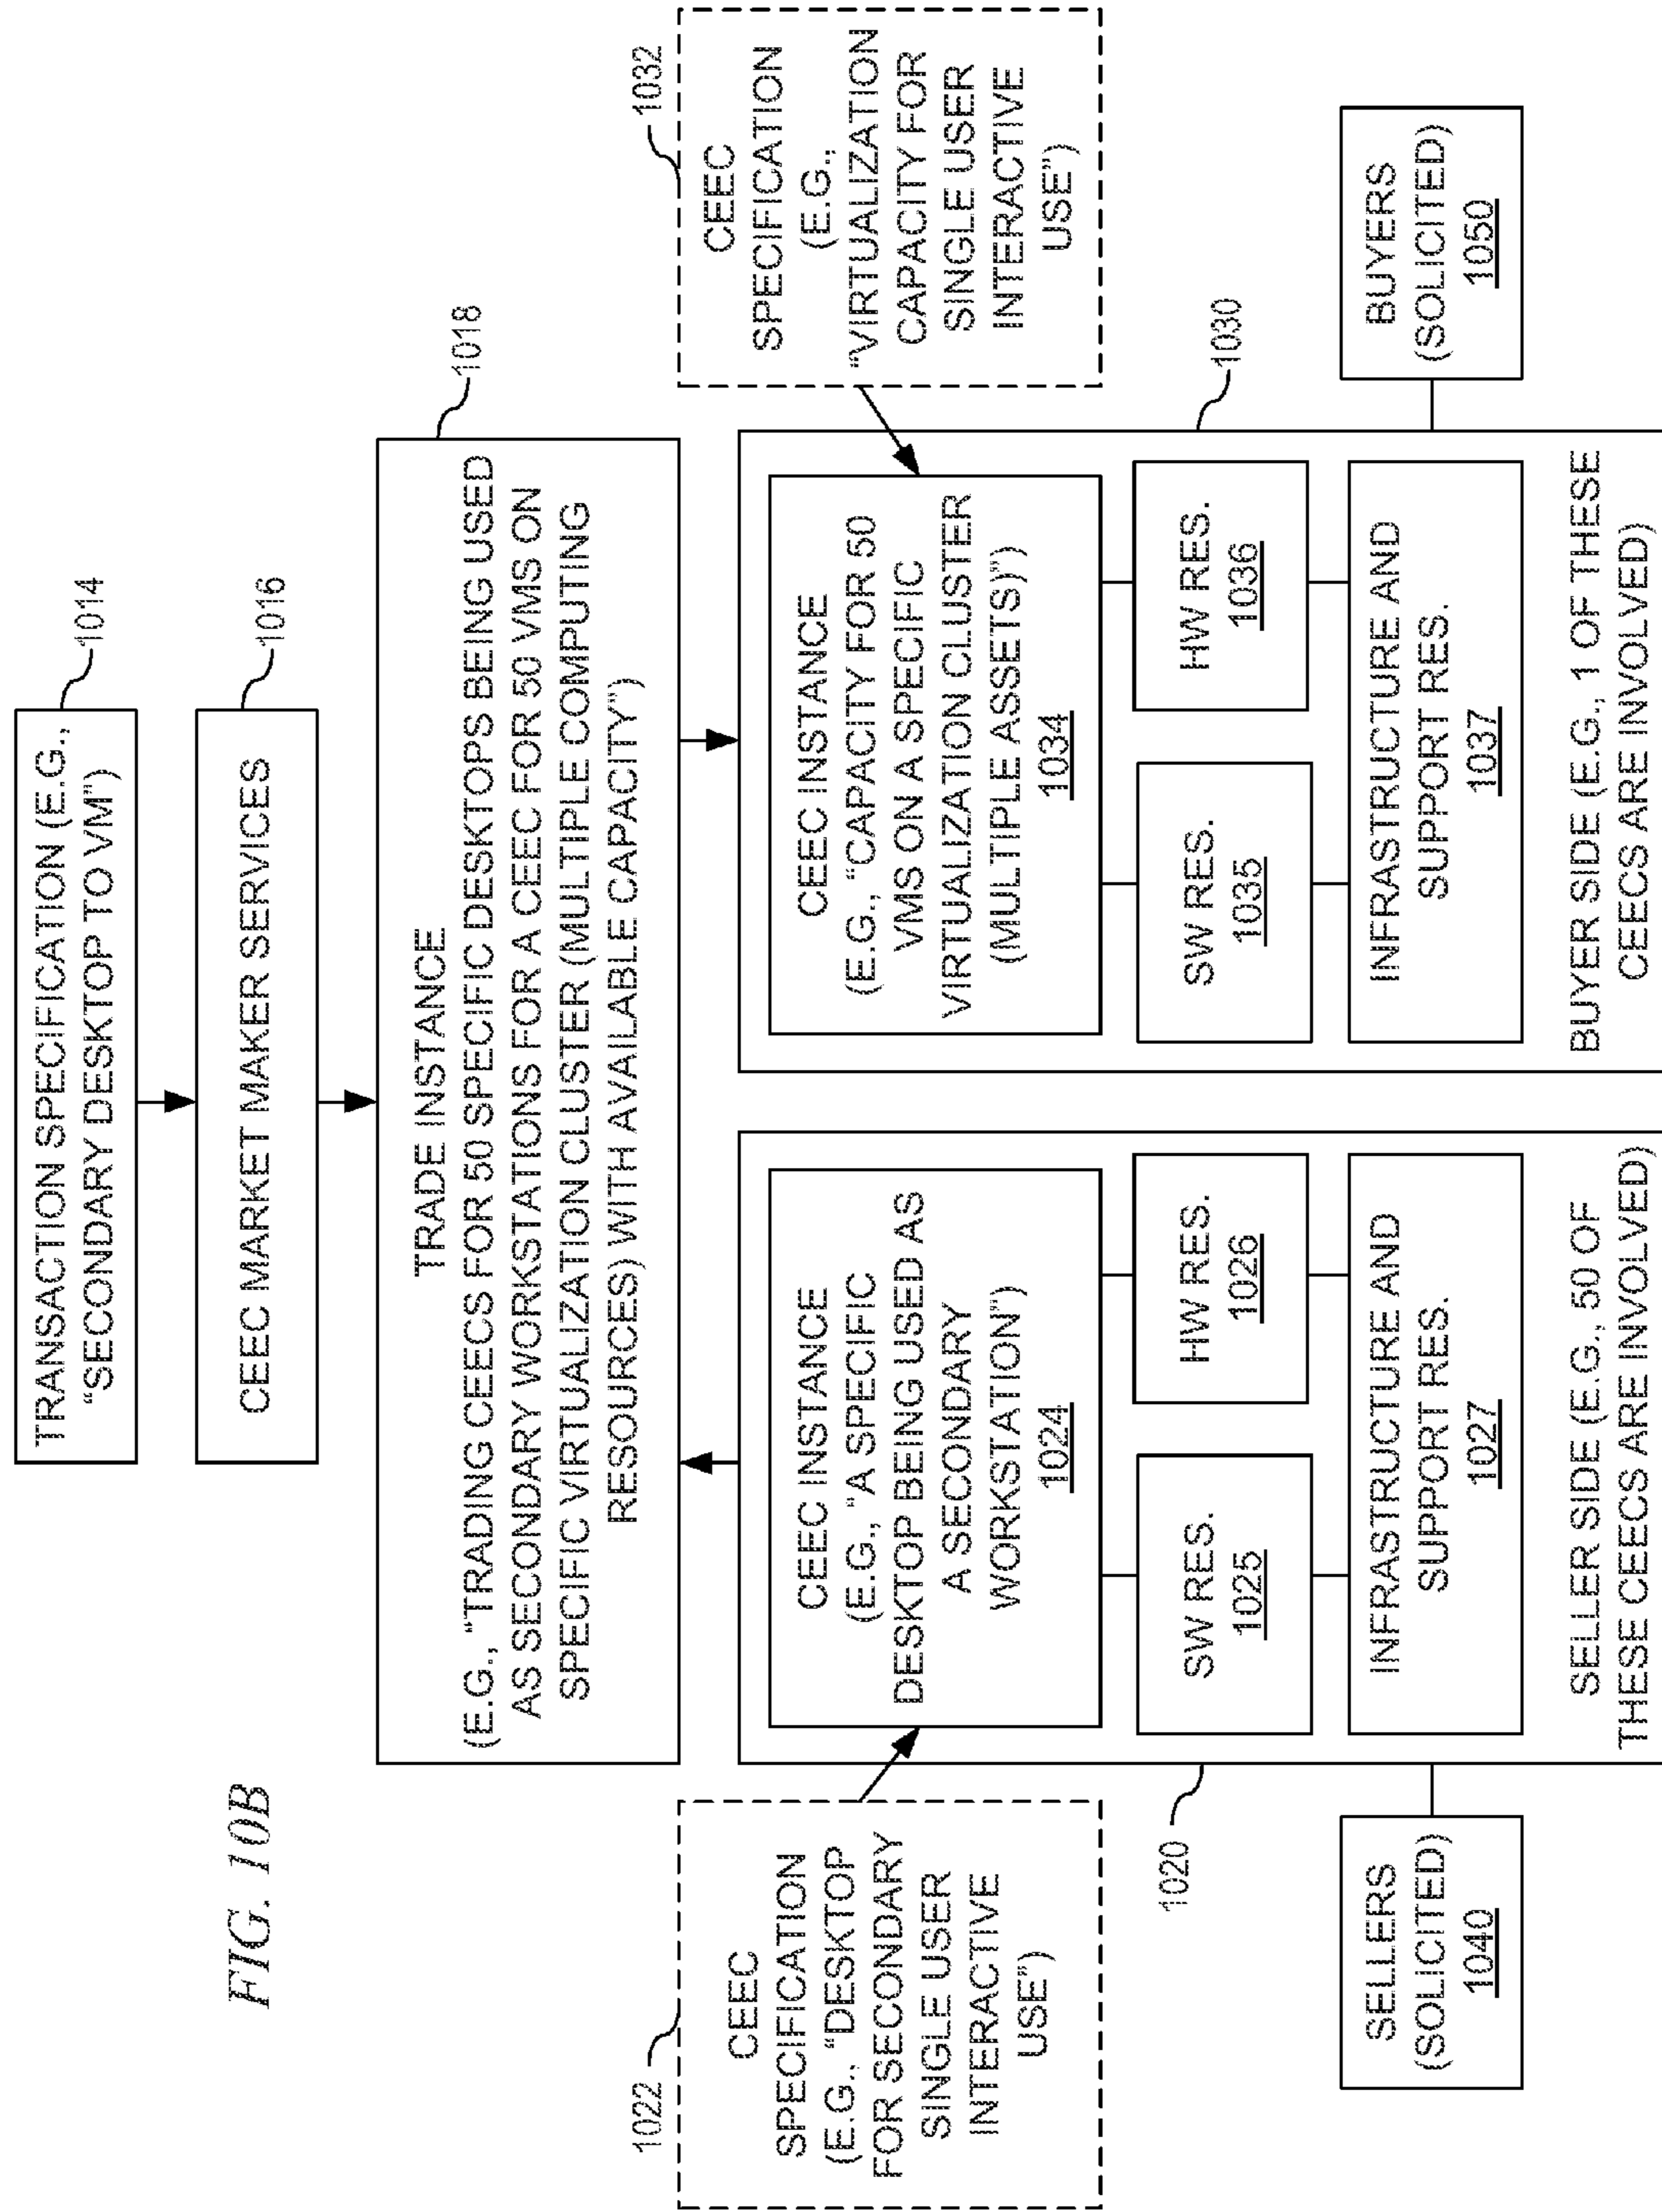 FIG. 10B
TRANSACTION SPECIFICATION (E.G.,
“SECONDARY DESKTOP TO VM”)
1014
CEEC MARKET MAKER SERVICES
1016
TRADE INSTANCE
(E.G., “TRADING CEECS FOR 50 SPECIFIC DESKTOPS BEING USED
AS SECONDARY WORKSTATIONS FOR A CEEC FOR 50 VMS ON
SPECIFIC VIRTUALIZATION CLUSTER (MULTIPLE COMPUTING
RESOURCES) WITH AVAILABLE CAPACITY”)
1018
1022
CEEC
SPECIFICATION
(E.G., “DESKTOP
FOR SECONDARY
SINGLE USER
INTERACTIVE
USE”)
CEEC INSTANCE
(E.G., “A SPECIFIC
DESKTOP BEING USED AS
A SECONDARY
WORKSTATION”)
1024
SW RES.
1025
HW RES.
1026
INFRASTRUCTURE AND
SUPPORT RES.
1027
SELLER SIDE (E.G., 50 OF
THESE CEECS ARE INVOLVED)
1020
SELLERS
(SOLICITED)
1040
CEEC INSTANCE
(E.G., “CAPACITY FOR 50
VMS ON A SPECIFIC
VIRTUALIZATION CLUSTER
(MULTIPLE ASSETS)”)
1034
SW RES.
1035
HW RES.
1036
INFRASTRUCTURE AND
SUPPORT RES.
1037
BUYER SIDE (E.G., 1 OF THESE
CEECS ARE INVOLVED)
1030
1032
CEEC
SPECIFICATION
(E.G.,
“VIRTUALIZATION
CAPACITY FOR
SINGLE USER
INTERACTIVE
USE”)
BUYERS
(SOLICITED)
1050